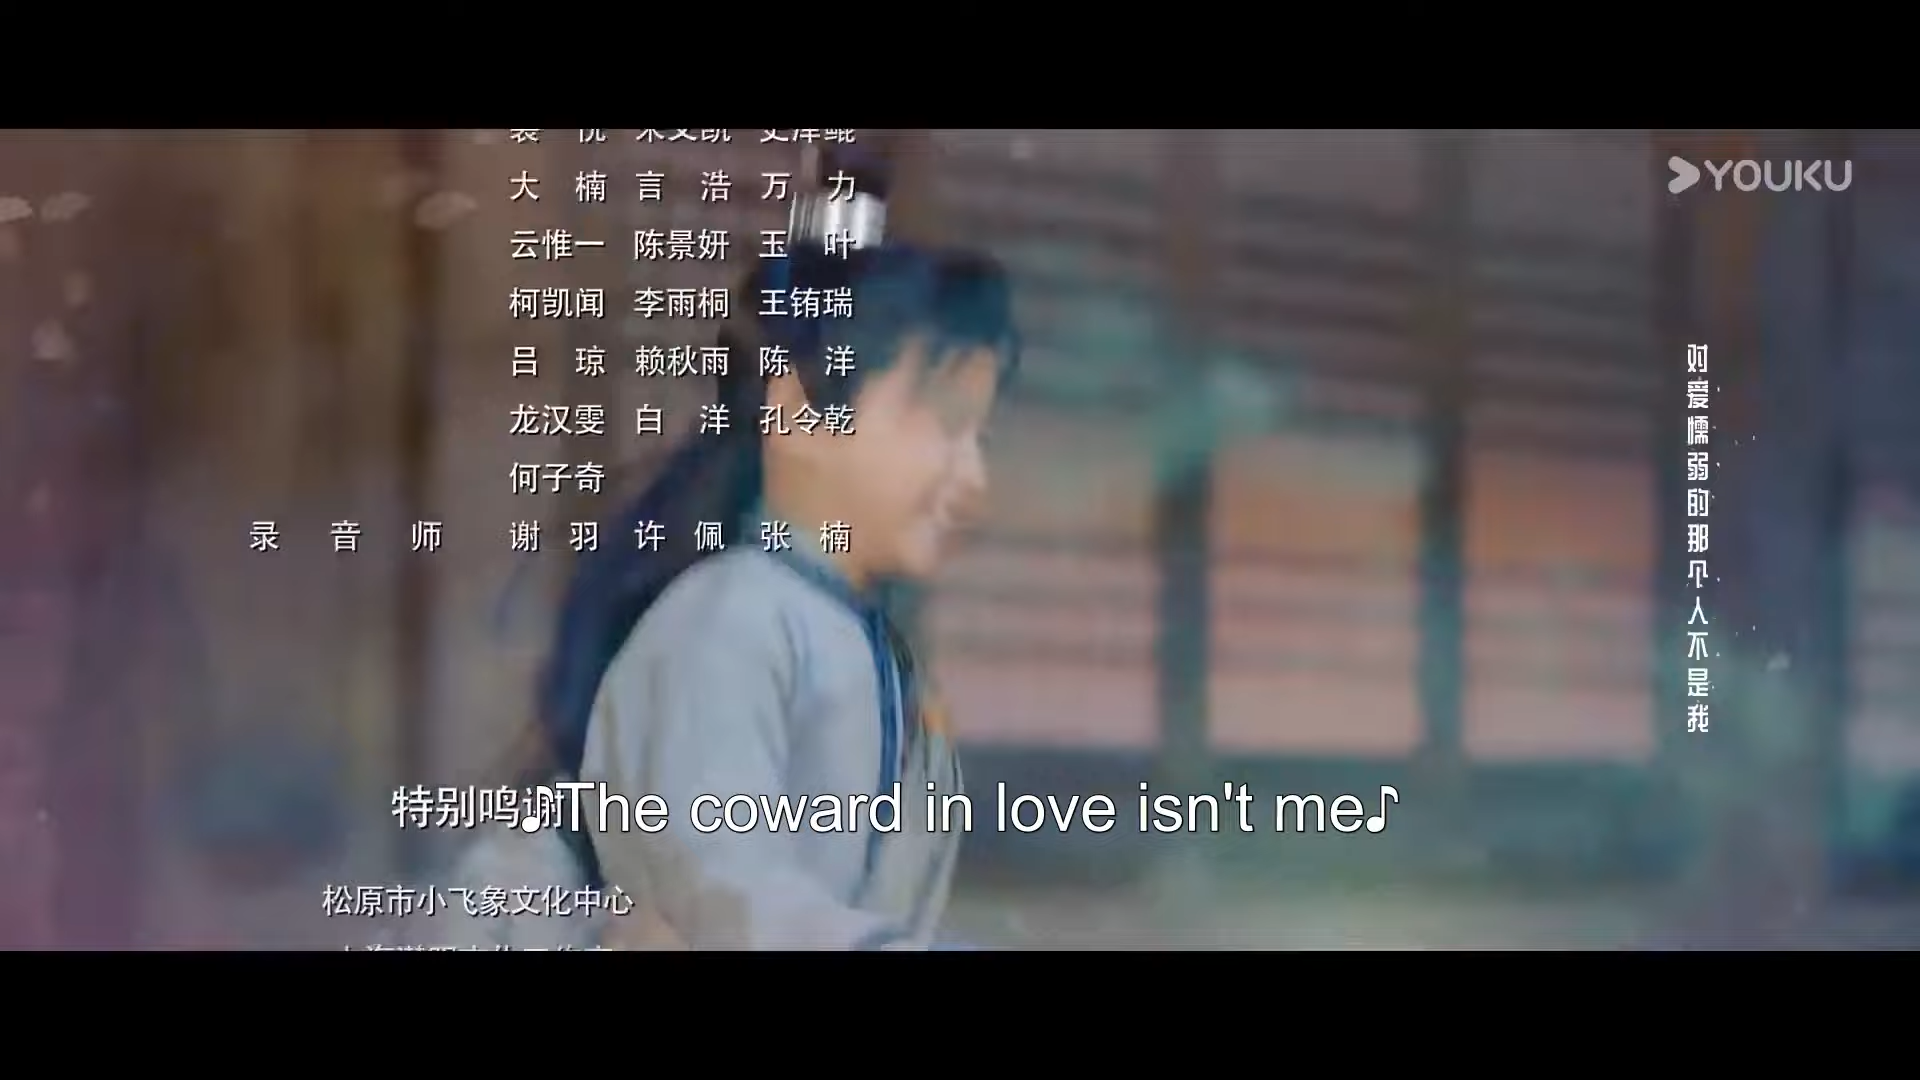 大楠 言浩 万力
云惟一 陈景妍 玉叶
柯凯闻 李雨桐 王铕瑞
吕琼 赖秋雨 陈洋
龙汉雯 白洋 孔令乾
何子奇
录音师 谢羽 许佩 张楠
特别鸣谢
♪The coward in love isn't me♪
松原市小飞象文化中心
YOUKU
对爱懦弱的那个人不是我